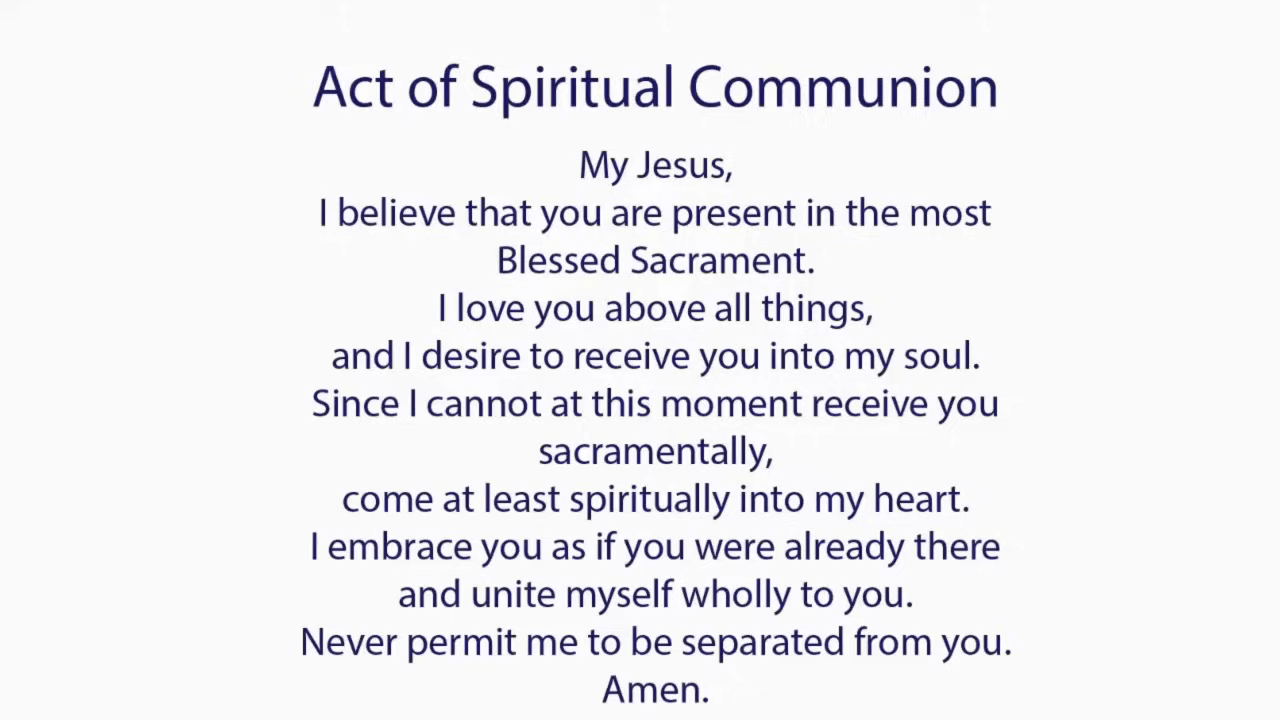 Act of Spiritual Communion
My Jesus,
I believe that you are present in the most
Blessed Sacrament.
I love you above all things,
and I desire to receive you into my soul.
Since I cannot at this moment receive you
sacramentally,
come at least spiritually into my heart.
I embrace you as if you were already there
and unite myself wholly to you.
Never permit me to be separated from you.
Amen.